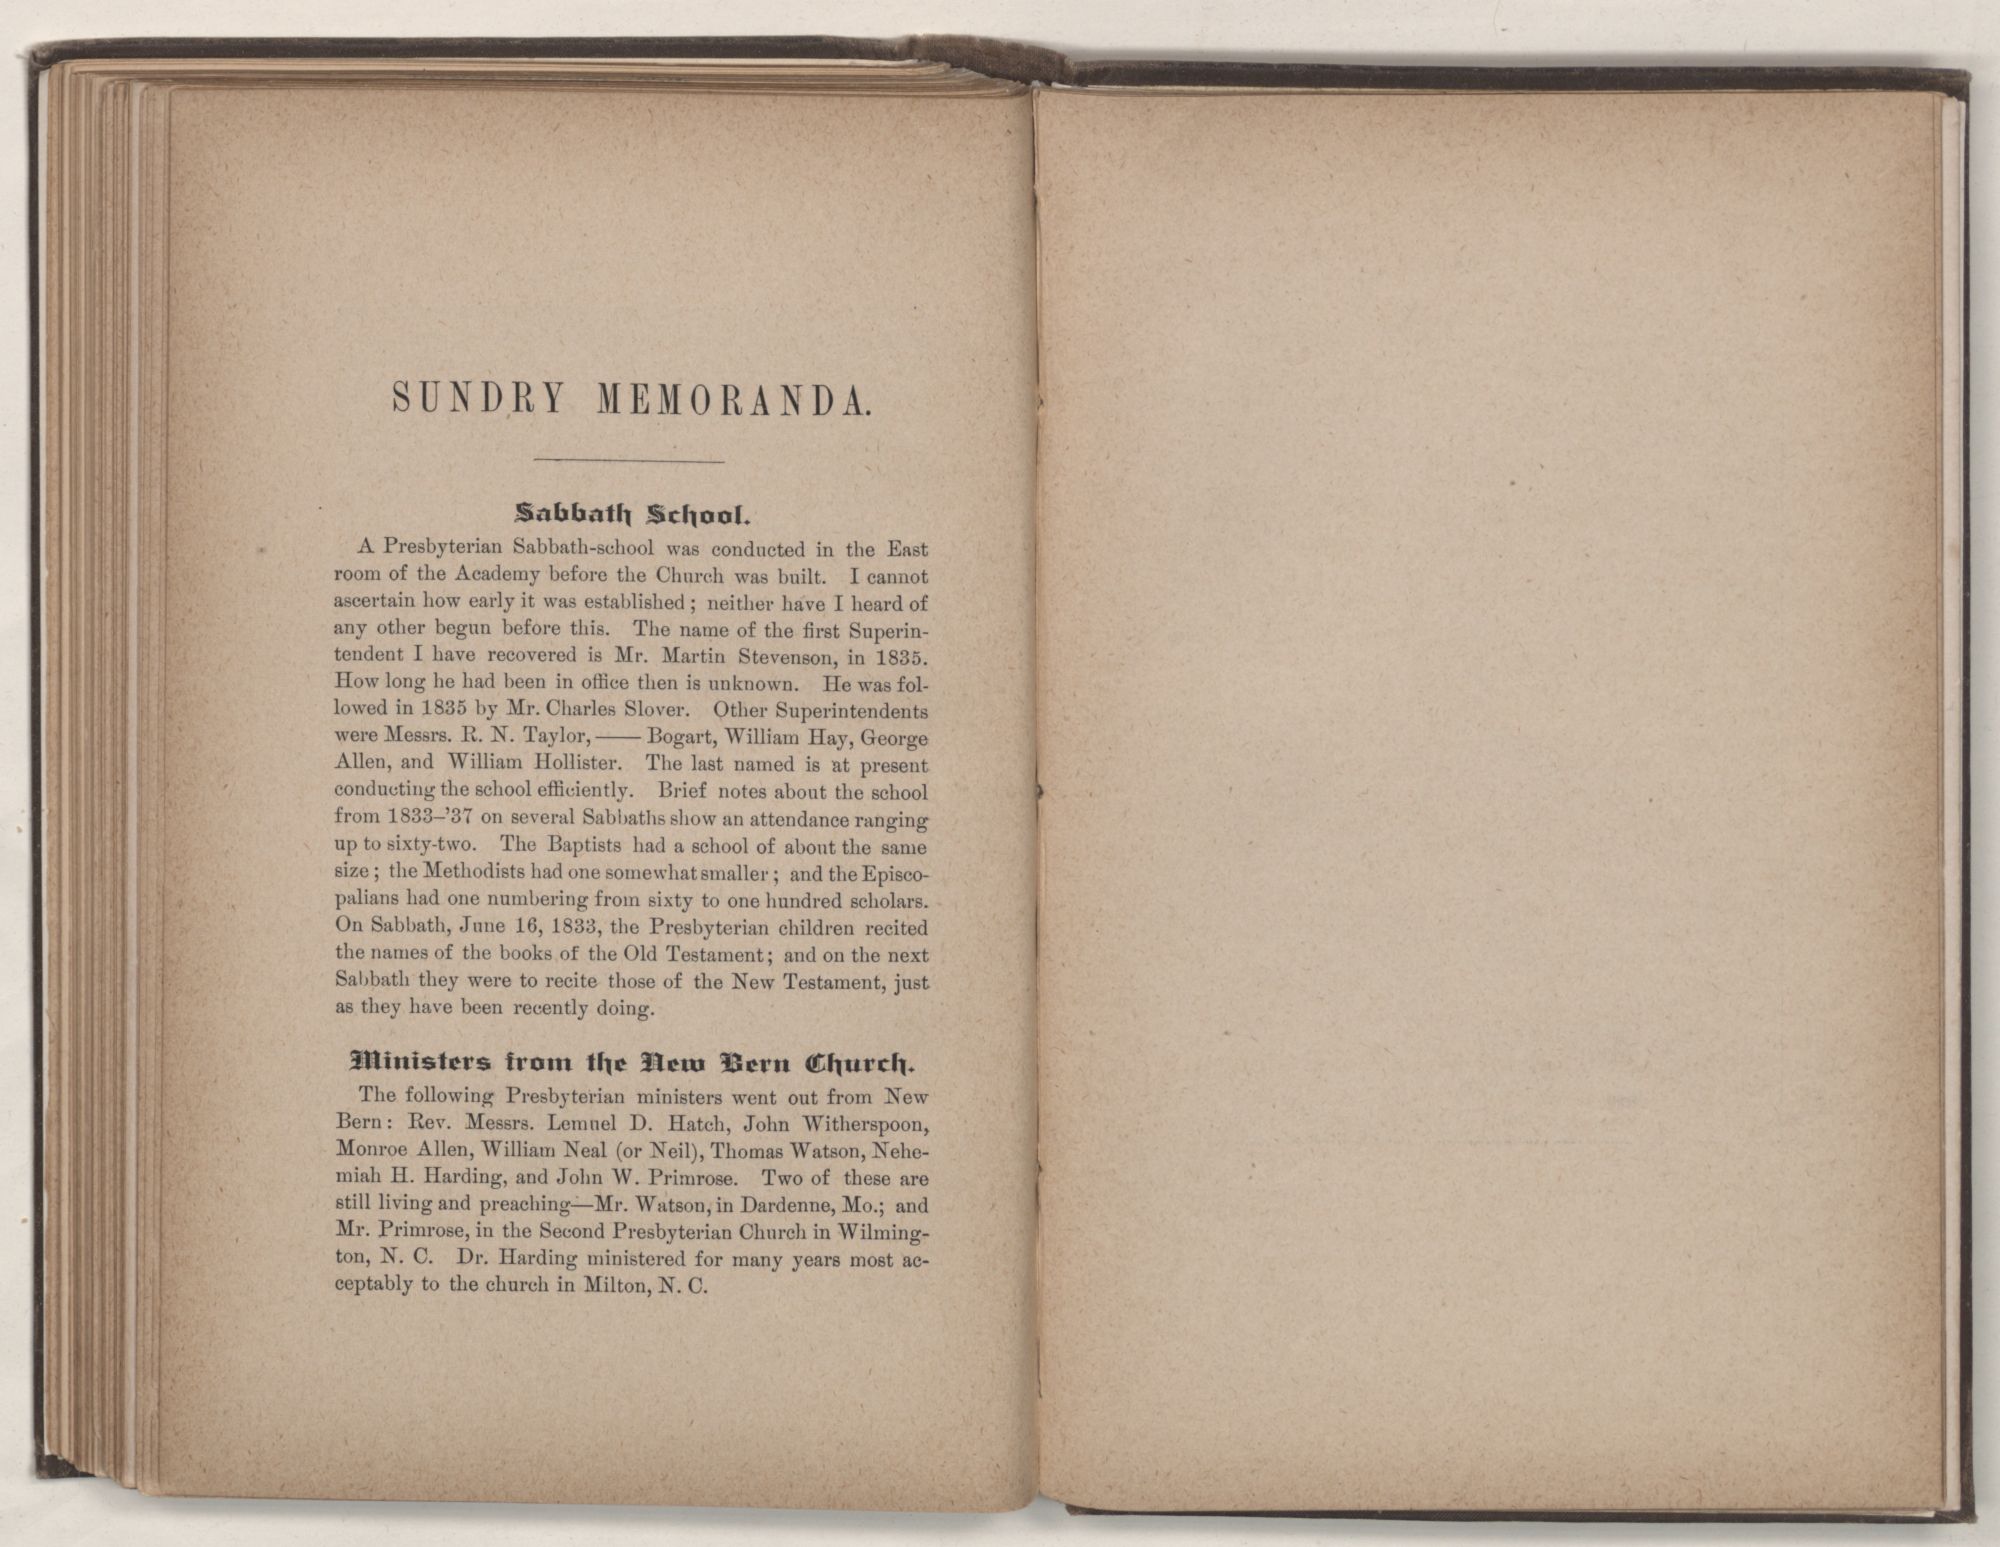 SUNDRY MEMORANDA.
Sabbath School.
A Presbyterian Sabbath-school was conducted in the East
room of the Academy before the Church was built. I cannot
ascertain how early it was established; neither have I heard of
any other begun before this. The name of the first Superin-
tendent I have recovered is Mr. Martin Stevenson, in 1835.
How long he had been in office then is unknown. He was fol-
lowed in 1835 by Mr. Charles Slover. Other Superintendents
were Messrs. R. N. Taylor, —— Bogart, William Hay, George
Allen, and William Hollister. The last named is at present
conducting the school efficiently. Brief notes about the school
from 1833–'37 on several Sabbaths show an attendance ranging
up to sixty-two. The Baptists had a school of about the same
size; the Methodists had one somewhat smaller; and the Episco-
palians had one numbering from sixty to one hundred scholars.
On Sabbath, June 16, 1833, the Presbyterian children recited
the names of the books of the Old Testament; and on the next
Sabbath they were to recite those of the New Testament, just
as they have been recently doing.
Ministers from the New Bern Church.
The following Presbyterian ministers went out from New
Bern: Rev. Messrs. Lemuel D. Hatch, John Witherspoon,
Monroe Allen, William Neal (or Neil), Thomas Watson, Nehe-
miah H. Harding, and John W. Primrose. Two of these are
still living and preaching—Mr. Watson, in Dardenne, Mo.; and
Mr. Primrose, in the Second Presbyterian Church in Wilming-
ton, N. C. Dr. Harding ministered for many years most ac-
ceptably to the church in Milton, N. C.